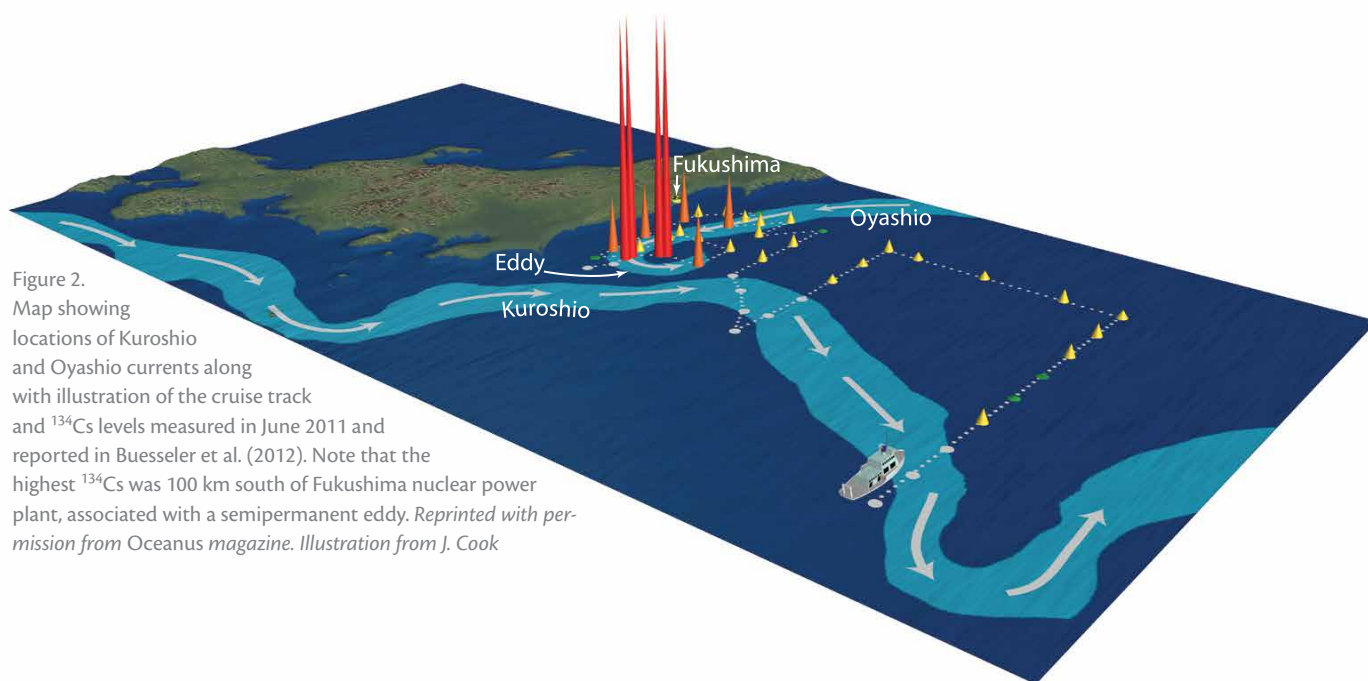 Fukushima
Oyashio
Eddy
Kuroshio
Figure 2.
Map showing
locations of Kuroshio
and Oyashio currents along
with illustration of the cruise track
and ¹³⁴Cs levels measured in June 2011 and
reported in Buesseler et al. (2012). Note that the
highest ¹³⁴Cs was 100 km south of Fukushima nuclear power
plant, associated with a semipermanent eddy. Reprinted with per-
mission from Oceanus magazine. Illustration from J. Cook